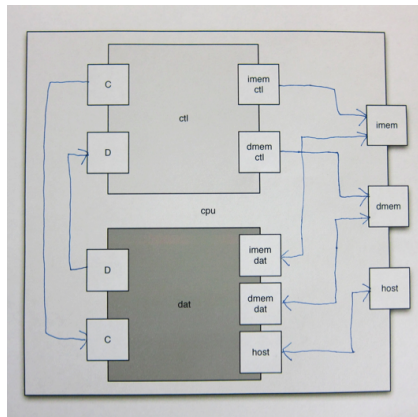 C
imem
ctl
ctl
imem
D
dmem
ctl
dmem
cpu
D
imem
dat
dat
dmem
dat
host
C
host